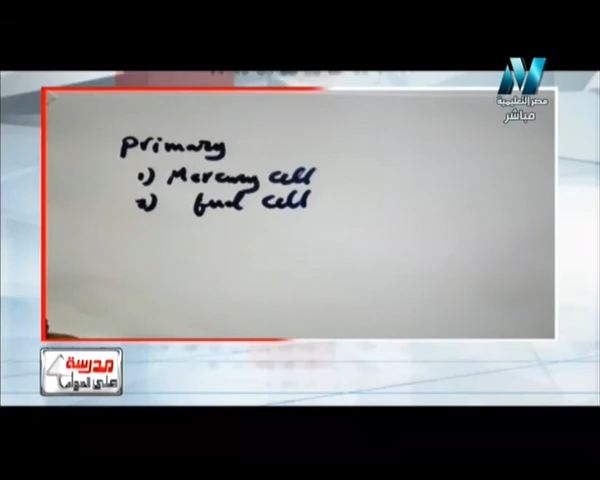 مصر التعليمية
مباشر
primary
1) Mercury cell
2) fuel cell
مدرسة
على الهواء